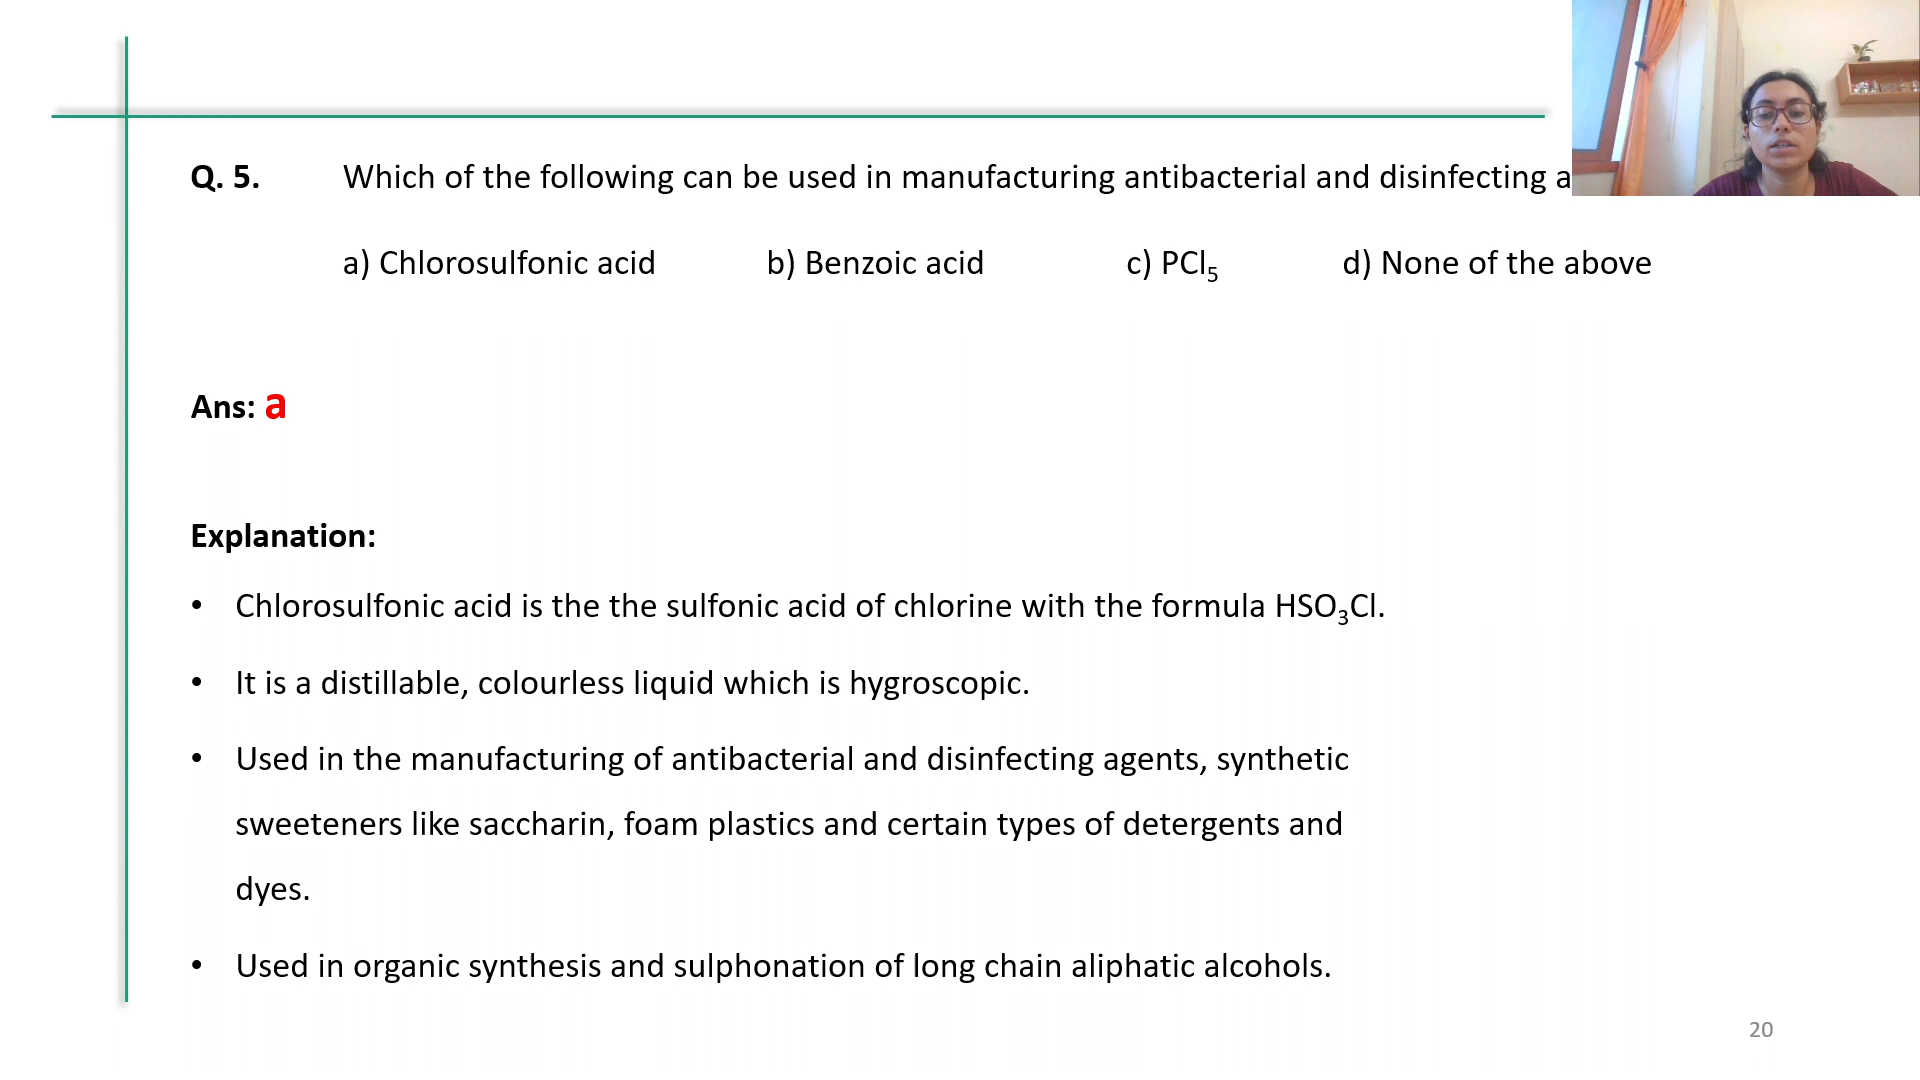 Q. 5. Which of the following can be used in manufacturing antibacterial and disinfecting
a) Chlorosulfonic acid b) Benzoic acid c) PCl₅ d) None of the above
Ans: a
Explanation:
• Chlorosulfonic acid is the the sulfonic acid of chlorine with the formula HSO₃Cl.
• It is a distillable, colourless liquid which is hygroscopic.
• Used in the manufacturing of antibacterial and disinfecting agents, synthetic
sweeteners like saccharin, foam plastics and certain types of detergents and
dyes.
• Used in organic synthesis and sulphonation of long chain aliphatic alcohols.
20